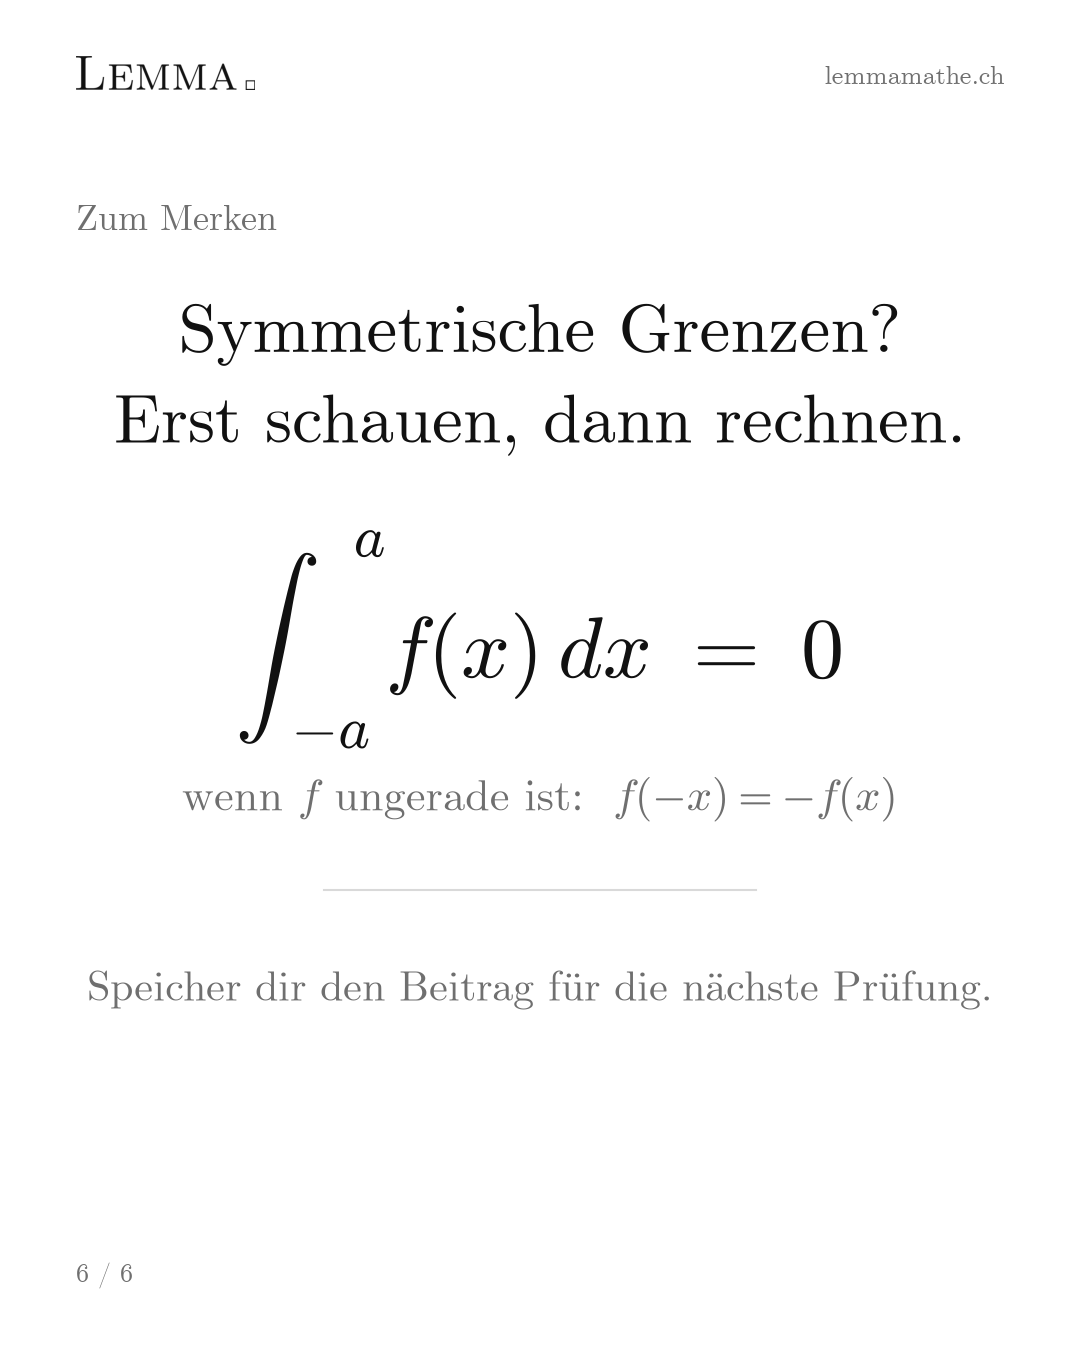 LEMMA□
lemmamathe.ch
Zum Merken
Symmetrische Grenzen?
Erst schauen, dann rechnen.
∫_{-a}^{a} f(x) dx = 0
wenn f ungerade ist: f(−x) = −f(x)
Speicher dir den Beitrag für die nächste Prüfung.
6 / 6